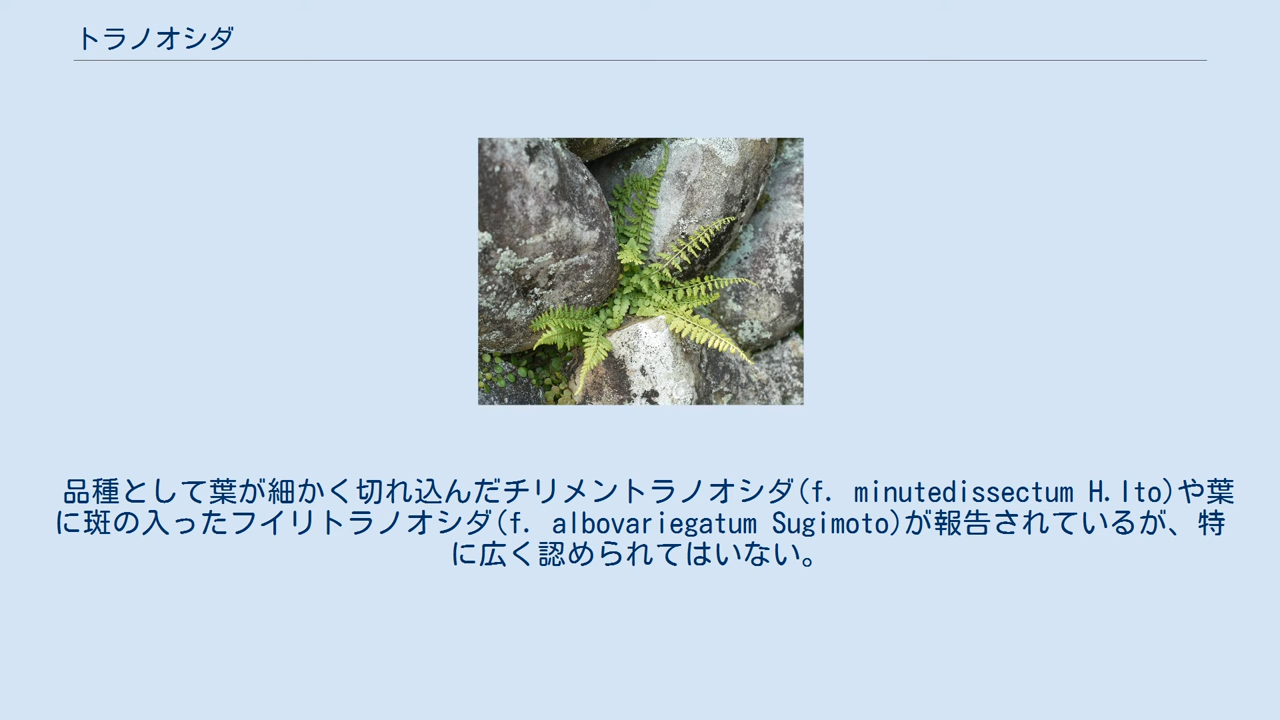 トラノオシダ
品種として葉が細かく切れ込んだチリメントラノオシダ(f. minutedissectum H.Ito)や葉
に斑の入ったフイリトラノオシダ(f. albovariegatum Sugimoto)が報告されているが、特
に広く認められてはいない。